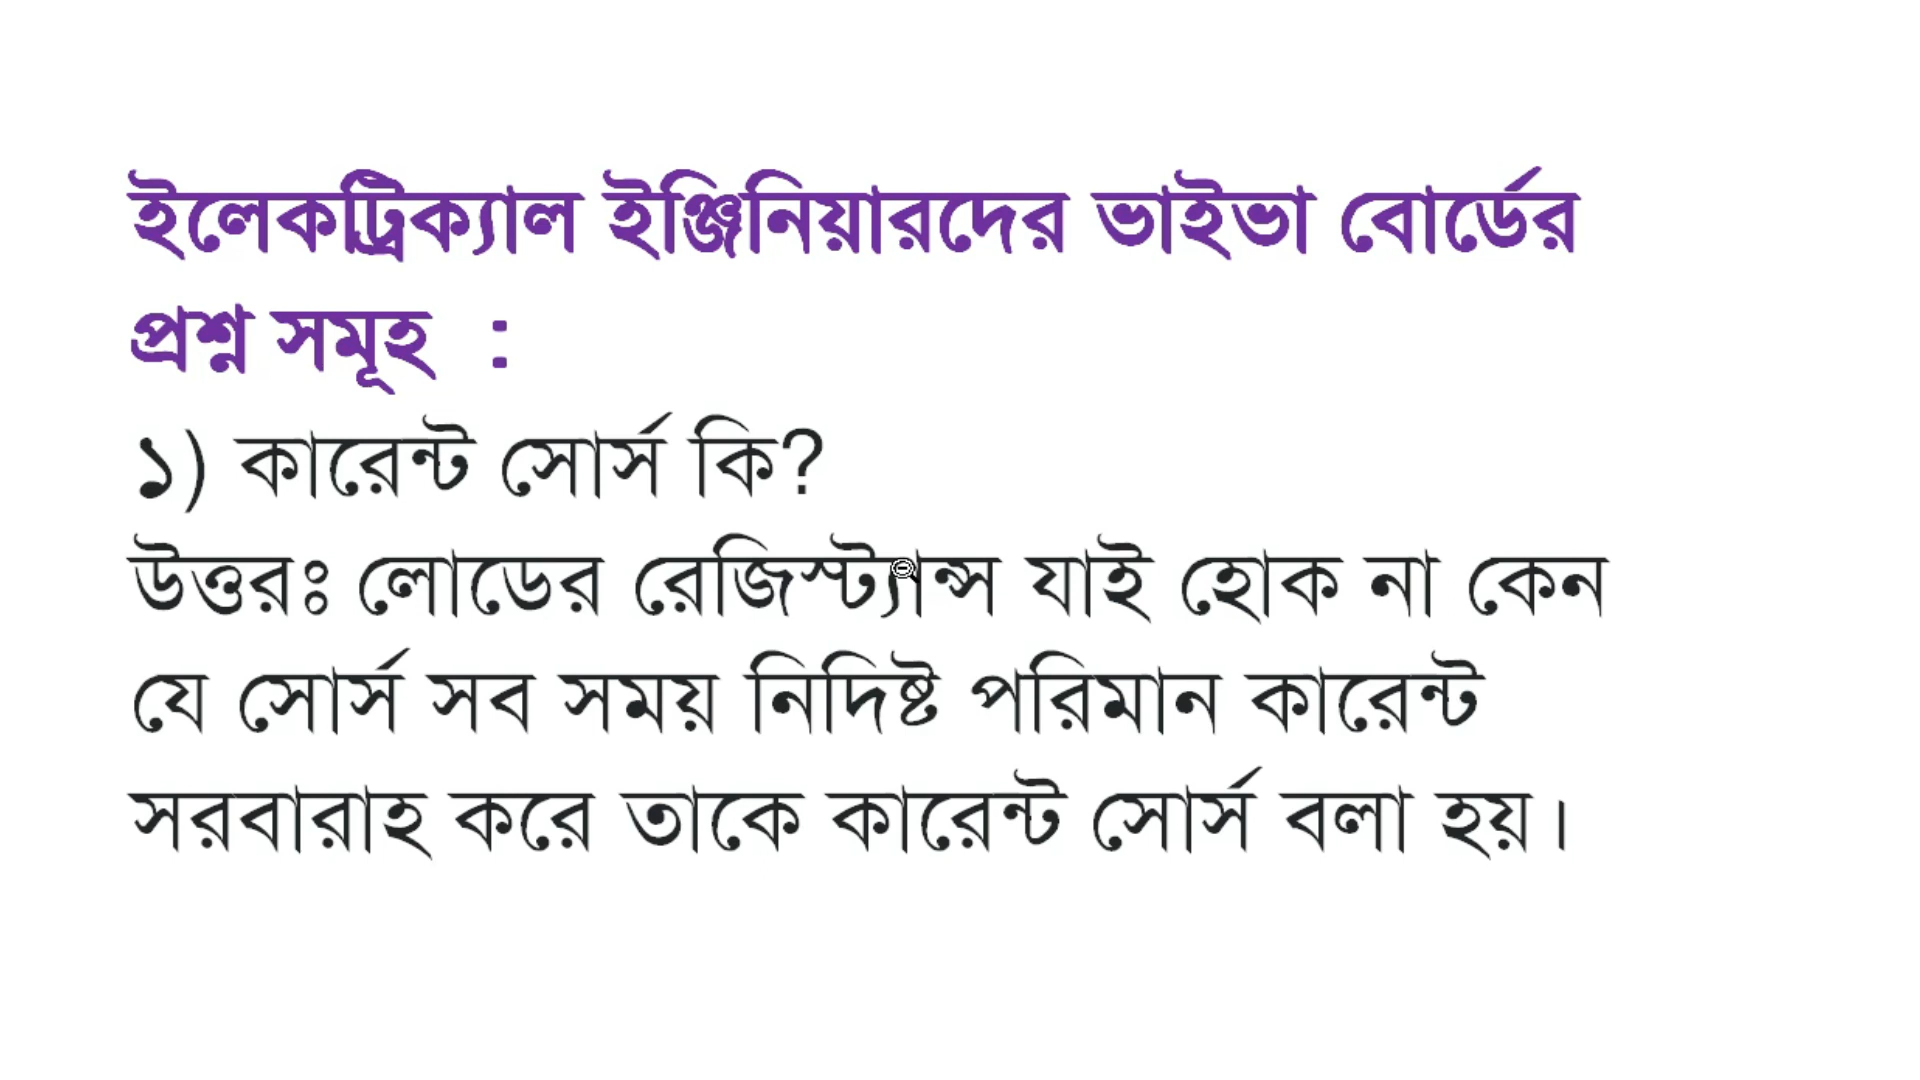 ইলেকট্রিক্যাল ইঞ্জিনিয়ারদের ভাইভা বোর্ডের
প্রশ্ন সমূহ :
১) কারেন্ট সোর্স কি?
উত্তরঃ লোডের রেজিস্ট্যান্স যাই হোক না কেন
যে সোর্স সব সময় নিদিষ্ট পরিমান কারেন্ট
সরবারাহ করে তাকে কারেন্ট সোর্স বলা হয়।